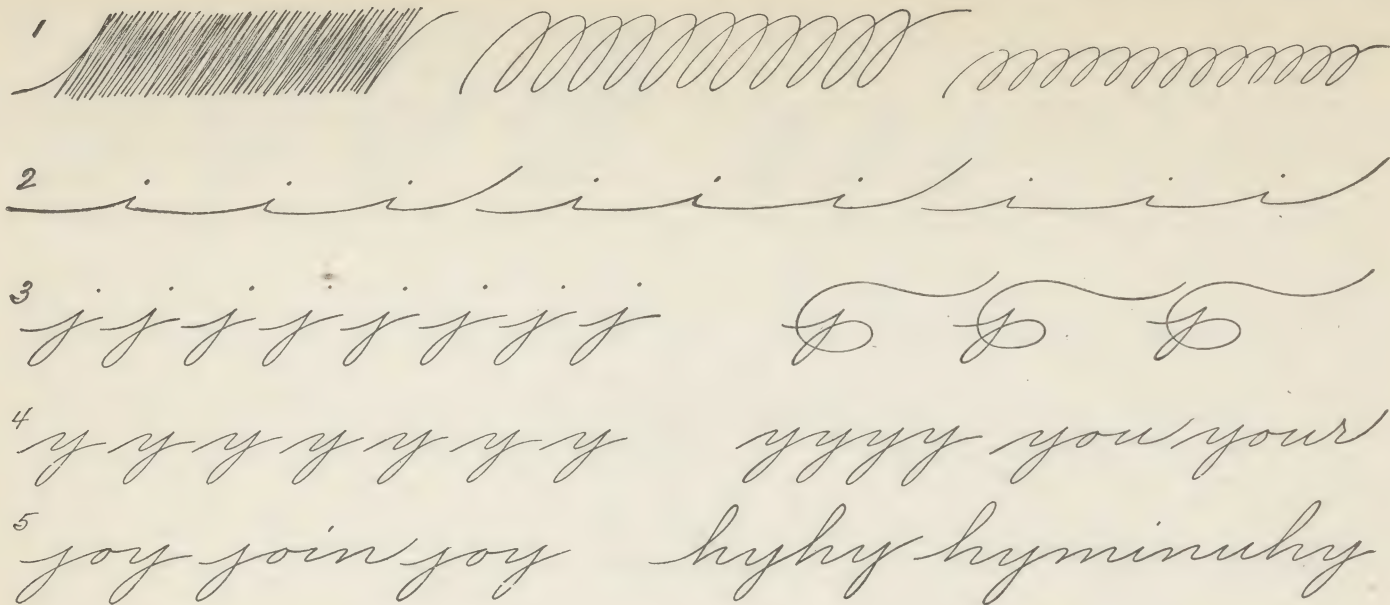 1
2 i i i i i i i i i
3 j j j j j j j j j j j
4 y y y y y y y yyyy you your
5 joy join joy hyhy hyminuhy